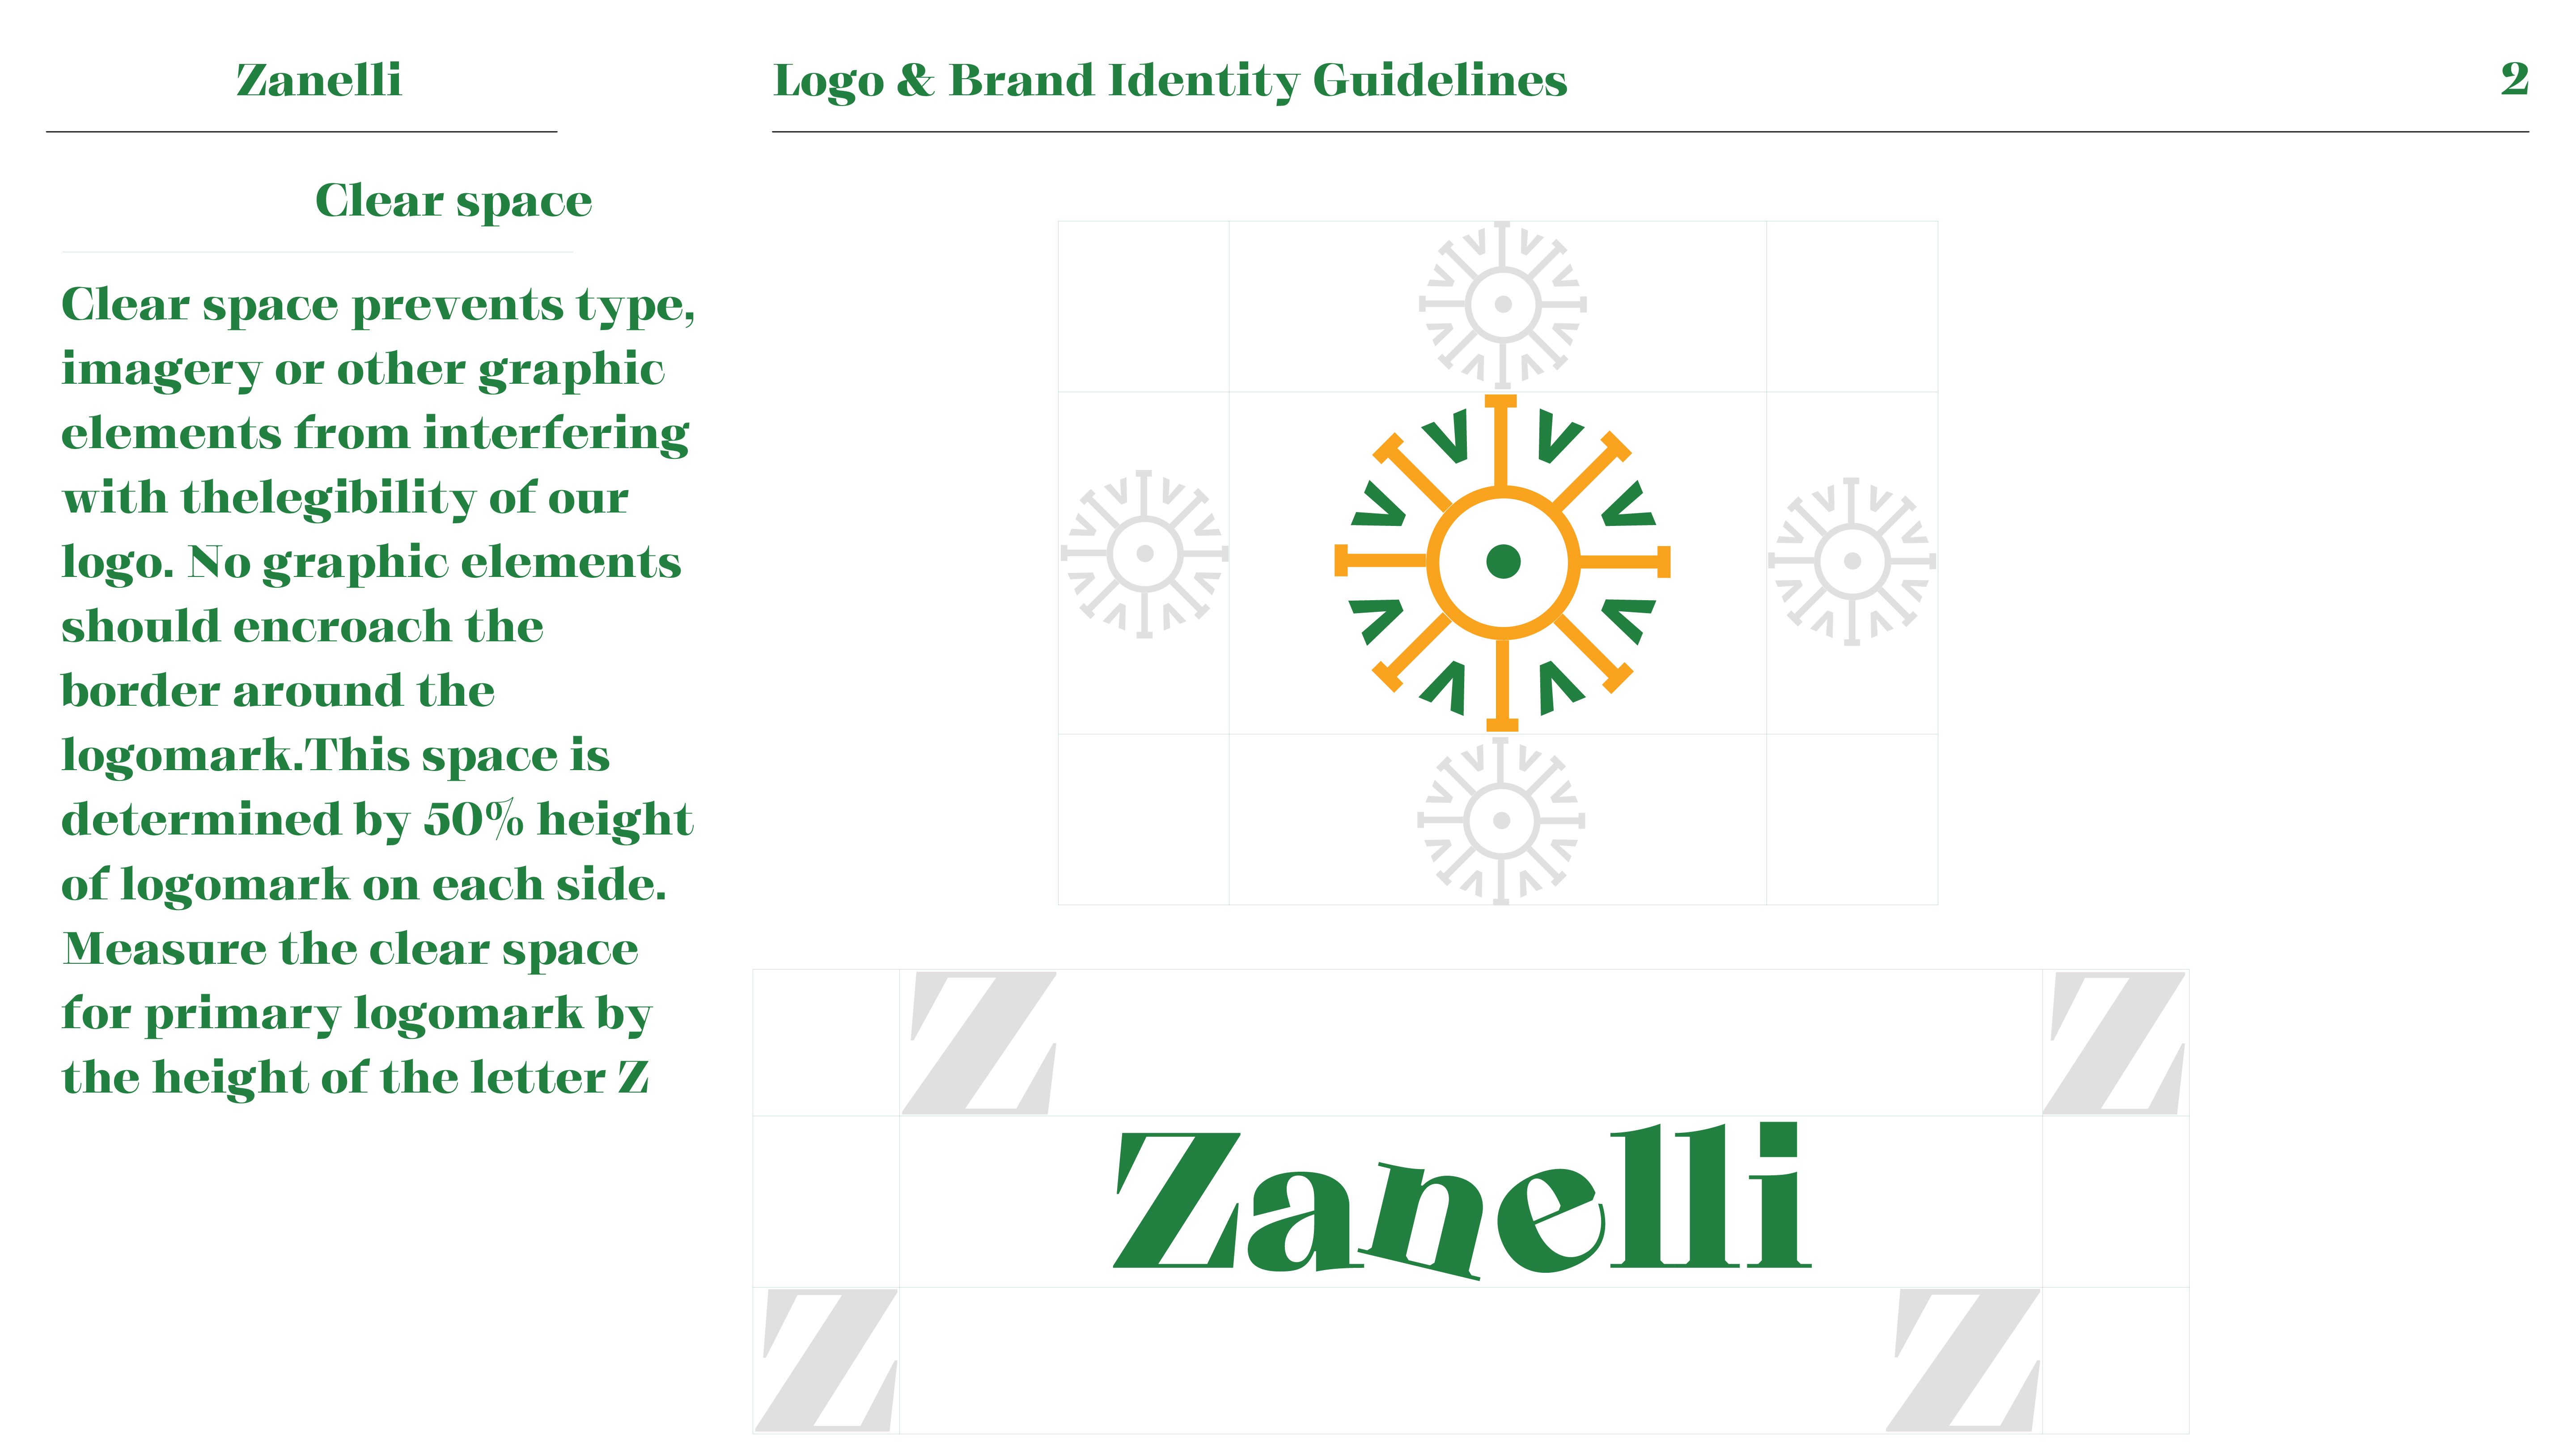 Zanelli
Logo & Brand Identity Guidelines
2
Clear space
Clear space prevents type,
imagery or other graphic
elements from interfering
with thelegibility of our
logo. No graphic elements
should encroach the
border around the
logomark.This space is
determined by 50% height
of logomark on each side.
Measure the clear space
for primary logomark by
the height of the letter Z
Z
Z
Zanelli
Z
Z